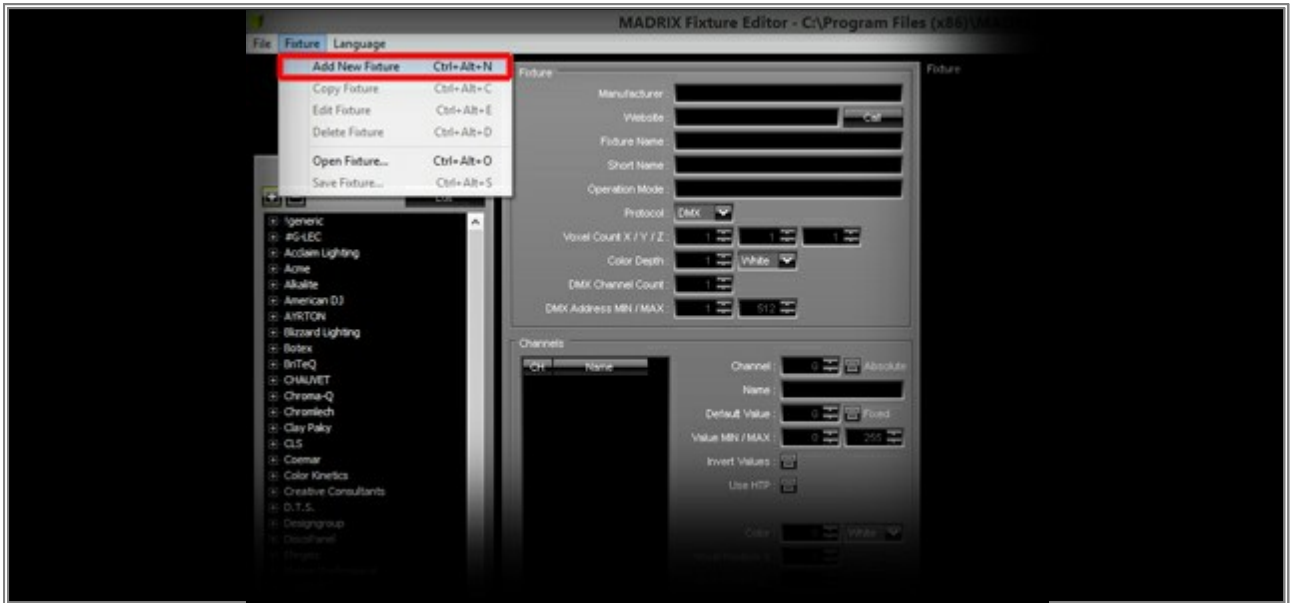 MADRIX Fixture Editor - C:\Program Files (x86)\MAD
File Fixture Language
Add New Fixture Ctrl+Alt+N
Copy Fixture Ctrl+Alt+C
Edit Fixture Ctrl+Alt+E
Delete Fixture Ctrl+Alt+D
Open Fixture... Ctrl+Alt+O
Save Fixture... Ctrl+Alt+S
!generic
#G-LEC
Acclaim Lighting
Acme
Alkalite
American DJ
AYRTON
Blizzard Lighting
Botex
BriTeQ
CHAUVET
Chroma-Q
Chromlech
Clay Paky
CLS
Coemar
Color Kinetics
Creative Consultants
D.T.S.
Designgroup
DiscoPanel
Fixture
Manufacturer :
Website : Call
Fixture Name :
Short Name :
Operation Mode :
Protocol : DMX
Voxel Count X / Y / Z : 1 1 1
Color Depth : 1 White
DMX Channel Count : 1
DMX Address MIN / MAX : 1 512
Channels
CH Name
Channel : 0 Absolute
Name :
Default Value : 0 Fixed
Value MIN / MAX : 0 255
Invert Values :
Use HTP :
Color : White
Fixture